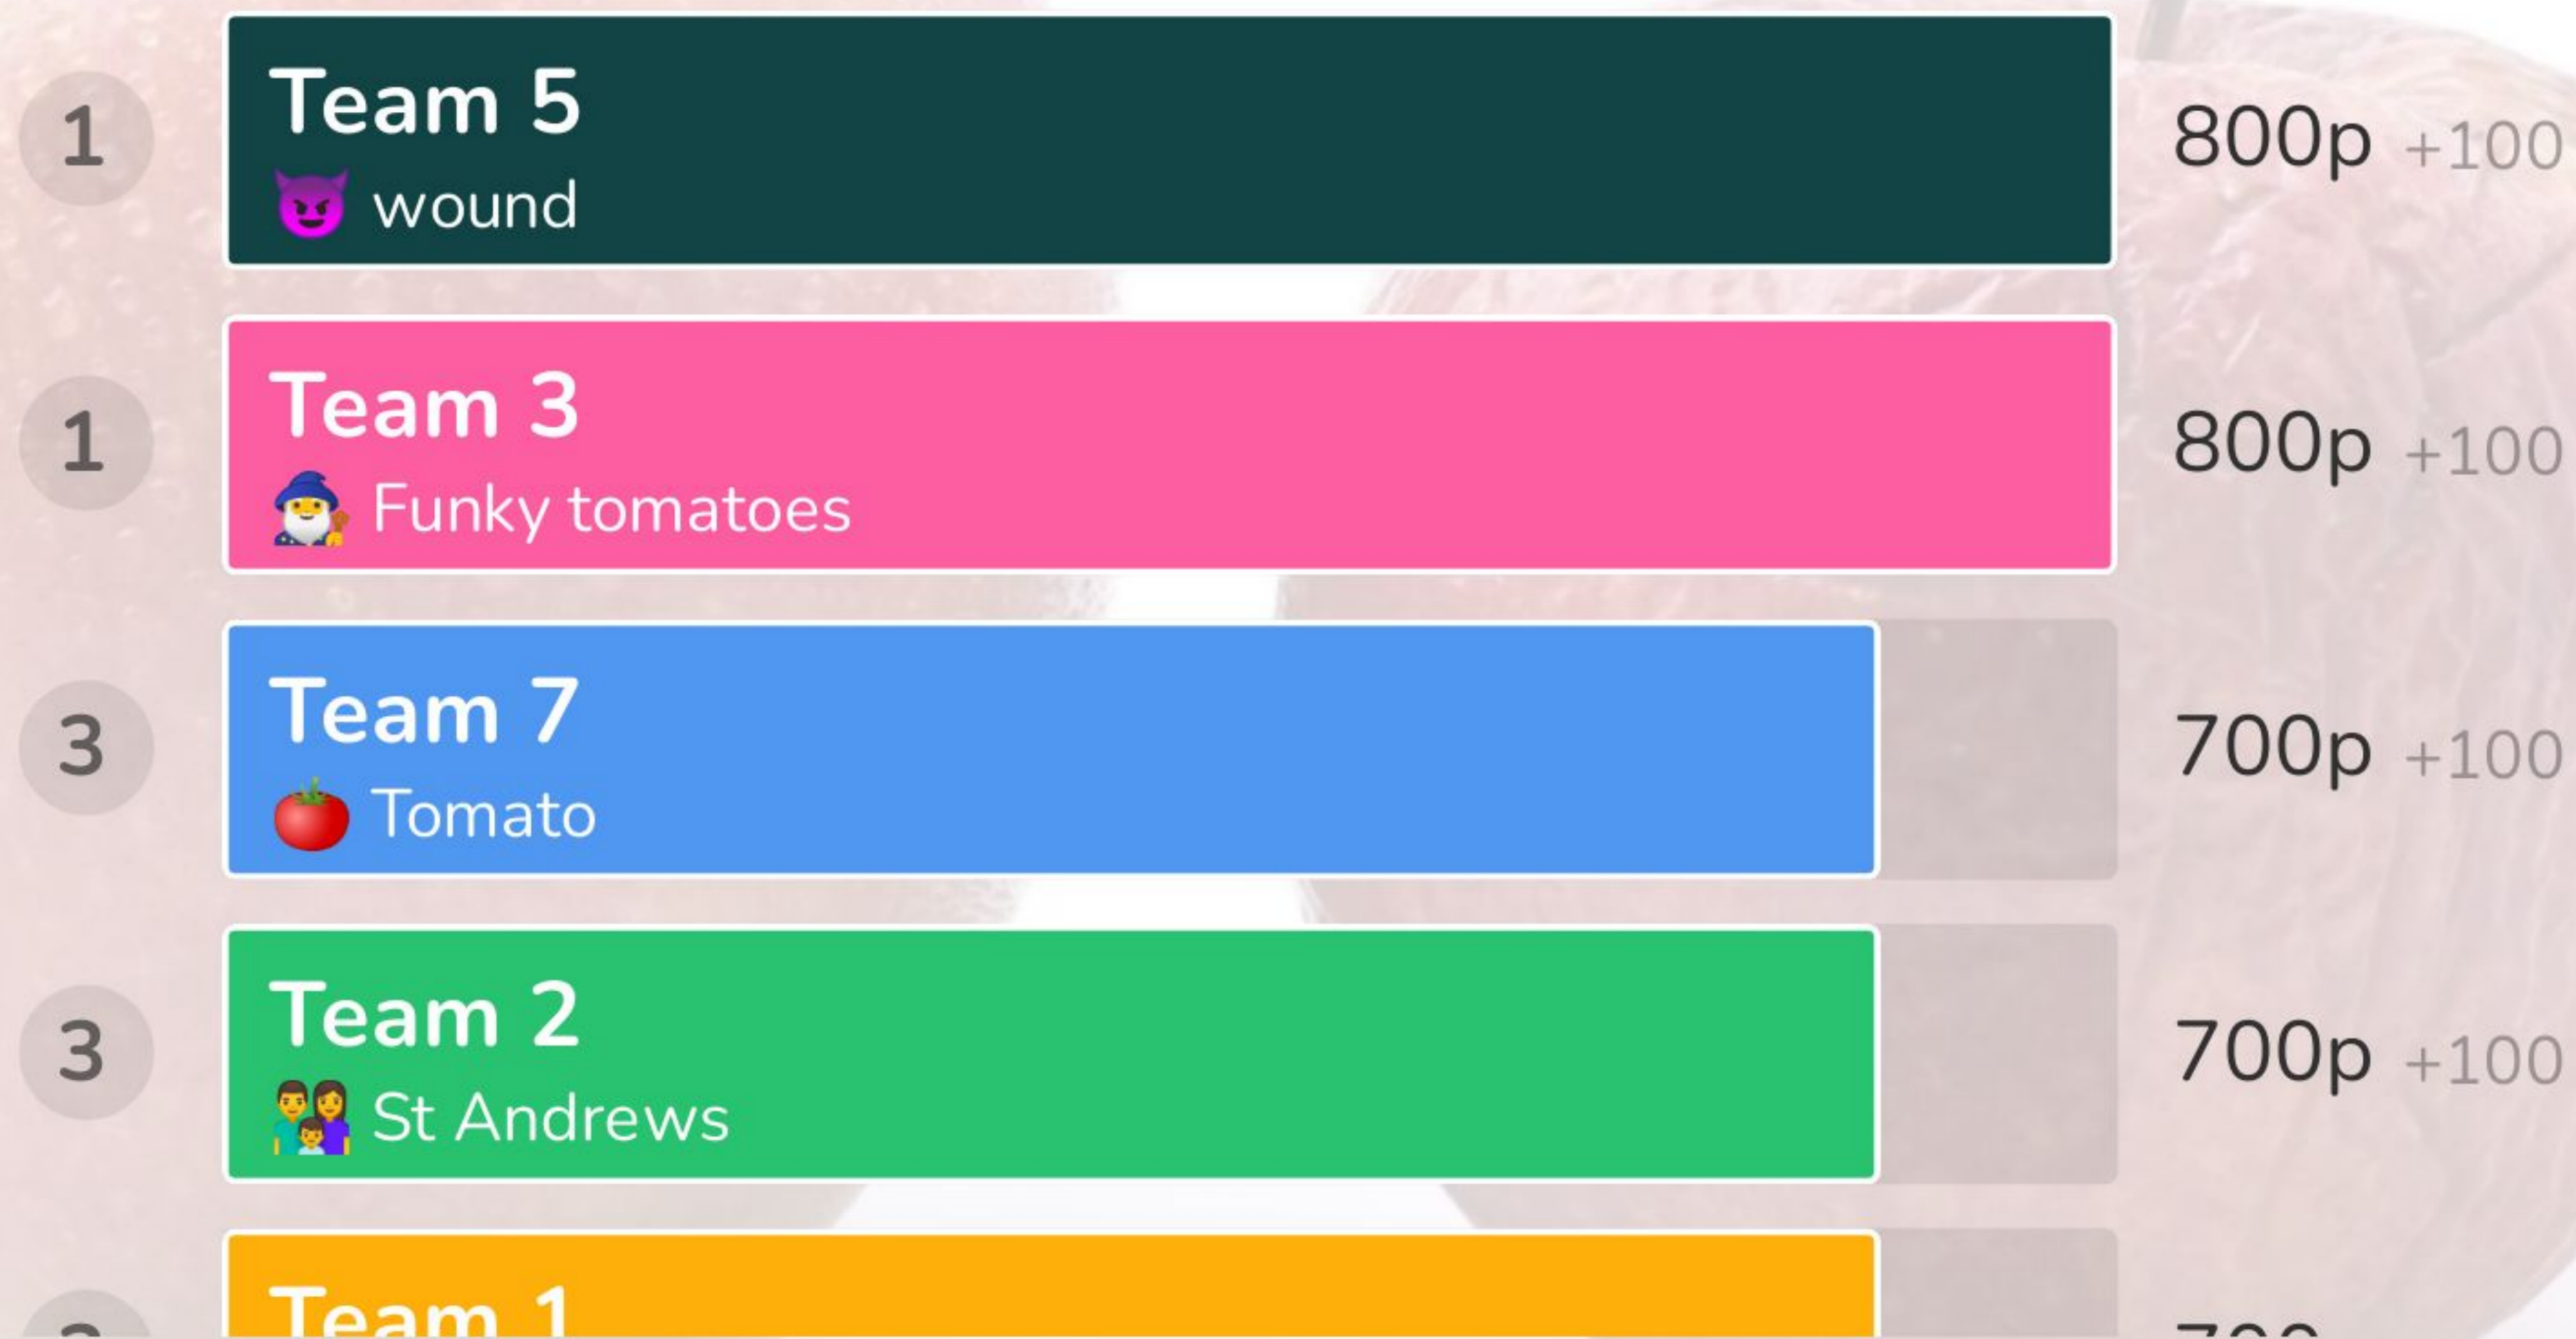 1
Team 5
wound
800p +100
1
Team 3
Funky tomatoes
800p +100
3
Team 7
Tomato
700p +100
3
Team 2
St Andrews
700p +100
Team 1